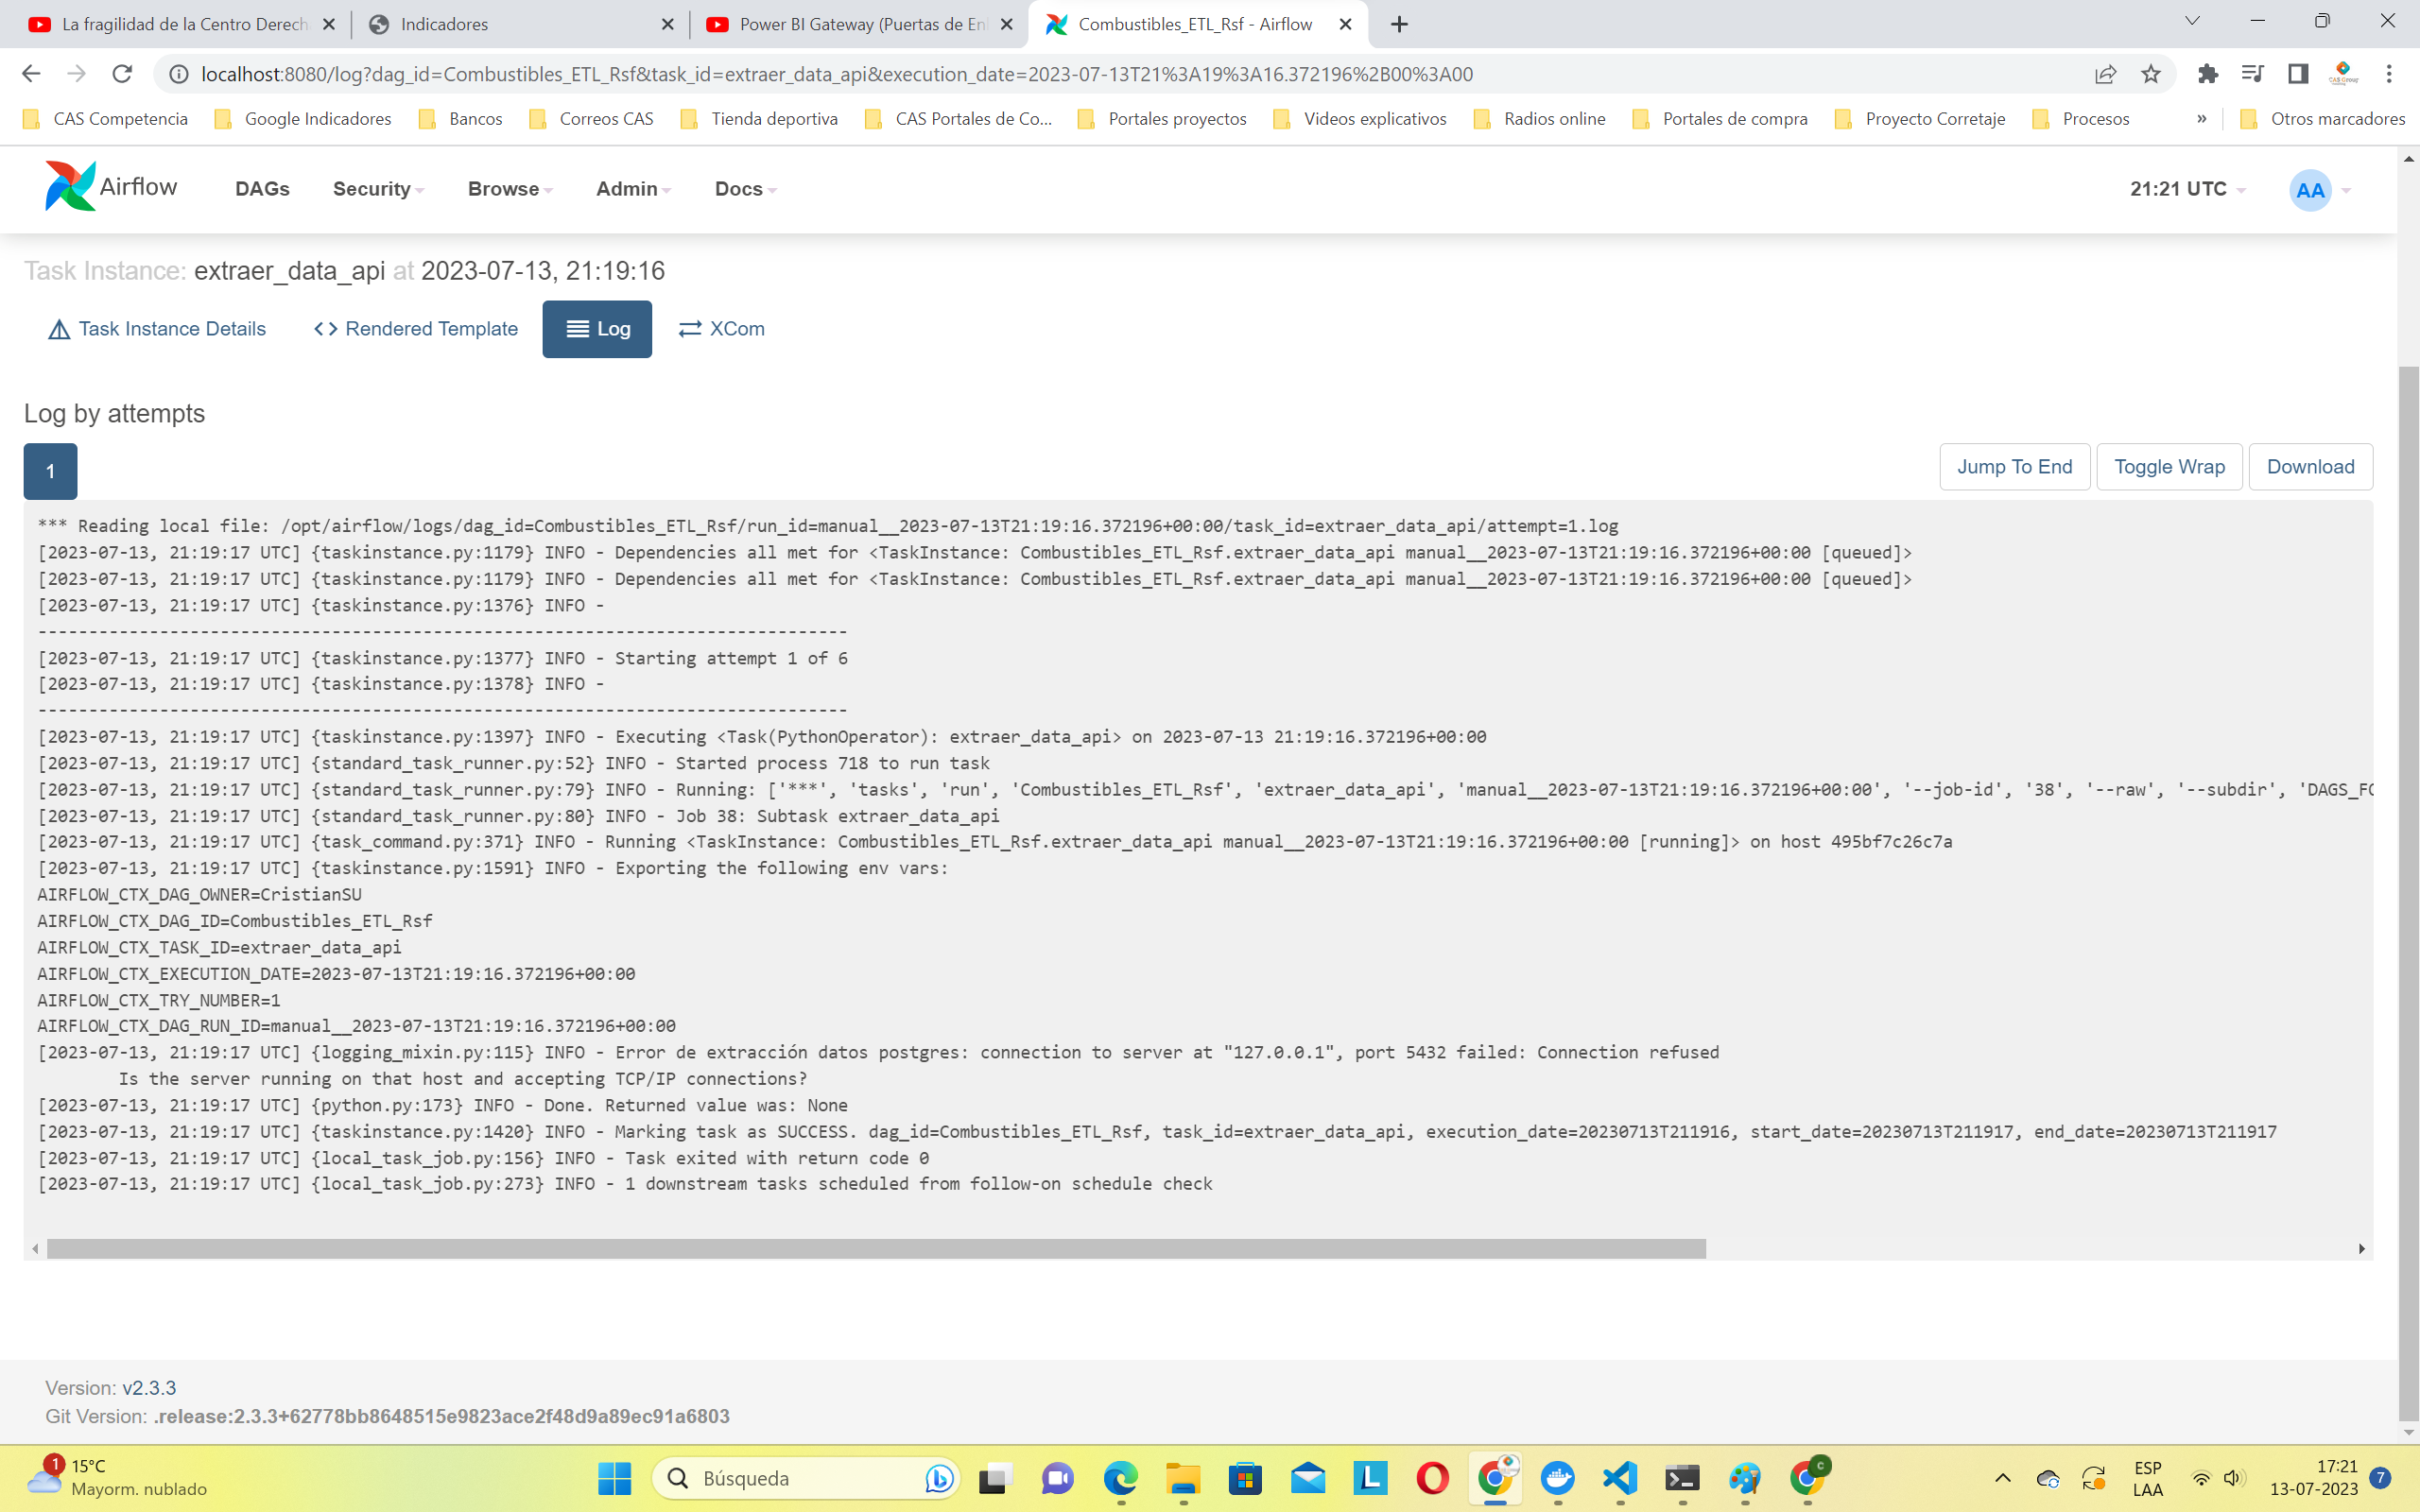 La fragilidad de la Centro Derech
Indicadores
Power BI Gateway (Puertas de En
Combustibles_ETL_Rsf - Airflow
localhost:8080/log?dag_id=Combustibles_ETL_Rsf&task_id=extraer_data_api&execution_date=2023-07-13T21%3A19%3A16.372196%2B00%3A00
CAS Competencia
Google Indicadores
Bancos
Correos CAS
Tienda deportiva
CAS Portales de Co...
Portales proyectos
Videos explicativos
Radios online
Portales de compra
Proyecto Corretaje
Procesos
»
Otros marcadores
Airflow
DAGs
Security
Browse
Admin
Docs
21:21 UTC
AA
Task Instance: extraer_data_api at 2023-07-13, 21:19:16
Task Instance Details
<> Rendered Template
Log
XCom
Log by attempts
1
Jump To End
Toggle Wrap
Download
*** Reading local file: /opt/airflow/logs/dag_id=Combustibles_ETL_Rsf/run_id=manual__2023-07-13T21:19:16.372196+00:00/task_id=extraer_data_api/attempt=1.log
[2023-07-13, 21:19:17 UTC] {taskinstance.py:1179} INFO - Dependencies all met for <TaskInstance: Combustibles_ETL_Rsf.extraer_data_api manual__2023-07-13T21:19:16.372196+00:00 [queued]>
[2023-07-13, 21:19:17 UTC] {taskinstance.py:1179} INFO - Dependencies all met for <TaskInstance: Combustibles_ETL_Rsf.extraer_data_api manual__2023-07-13T21:19:16.372196+00:00 [queued]>
[2023-07-13, 21:19:17 UTC] {taskinstance.py:1376} INFO -
--------------------------------------------------------------------------------
[2023-07-13, 21:19:17 UTC] {taskinstance.py:1377} INFO - Starting attempt 1 of 6
[2023-07-13, 21:19:17 UTC] {taskinstance.py:1378} INFO -
--------------------------------------------------------------------------------
[2023-07-13, 21:19:17 UTC] {taskinstance.py:1397} INFO - Executing <Task(PythonOperator): extraer_data_api> on 2023-07-13 21:19:16.372196+00:00
[2023-07-13, 21:19:17 UTC] {standard_task_runner.py:52} INFO - Started process 718 to run task
[2023-07-13, 21:19:17 UTC] {standard_task_runner.py:79} INFO - Running: ['***', 'tasks', 'run', 'Combustibles_ETL_Rsf', 'extraer_data_api', 'manual__2023-07-13T21:19:16.372196+00:00', '--job-id', '38', '--raw', '--subdir', 'DAGS_FO
[2023-07-13, 21:19:17 UTC] {standard_task_runner.py:80} INFO - Job 38: Subtask extraer_data_api
[2023-07-13, 21:19:17 UTC] {task_command.py:371} INFO - Running <TaskInstance: Combustibles_ETL_Rsf.extraer_data_api manual__2023-07-13T21:19:16.372196+00:00 [running]> on host 495bf7c26c7a
[2023-07-13, 21:19:17 UTC] {taskinstance.py:1591} INFO - Exporting the following env vars:
AIRFLOW_CTX_DAG_OWNER=CristianSU
AIRFLOW_CTX_DAG_ID=Combustibles_ETL_Rsf
AIRFLOW_CTX_TASK_ID=extraer_data_api
AIRFLOW_CTX_EXECUTION_DATE=2023-07-13T21:19:16.372196+00:00
AIRFLOW_CTX_TRY_NUMBER=1
AIRFLOW_CTX_DAG_RUN_ID=manual__2023-07-13T21:19:16.372196+00:00
[2023-07-13, 21:19:17 UTC] {logging_mixin.py:115} INFO - Error de extracción datos postgres: connection to server at "127.0.0.1", port 5432 failed: Connection refused
Is the server running on that host and accepting TCP/IP connections?
[2023-07-13, 21:19:17 UTC] {python.py:173} INFO - Done. Returned value was: None
[2023-07-13, 21:19:17 UTC] {taskinstance.py:1420} INFO - Marking task as SUCCESS. dag_id=Combustibles_ETL_Rsf, task_id=extraer_data_api, execution_date=20230713T211916, start_date=20230713T211917, end_date=20230713T211917
[2023-07-13, 21:19:17 UTC] {local_task_job.py:156} INFO - Task exited with return code 0
[2023-07-13, 21:19:17 UTC] {local_task_job.py:273} INFO - 1 downstream tasks scheduled from follow-on schedule check
Version: v2.3.3
Git Version: .release:2.3.3+62778bb8648515e9823ace2f48d9a89ec91a6803
1
15°C
Mayorm. nublado
Búsqueda
L
C
ESP
LAA
17:21
13-07-2023
7